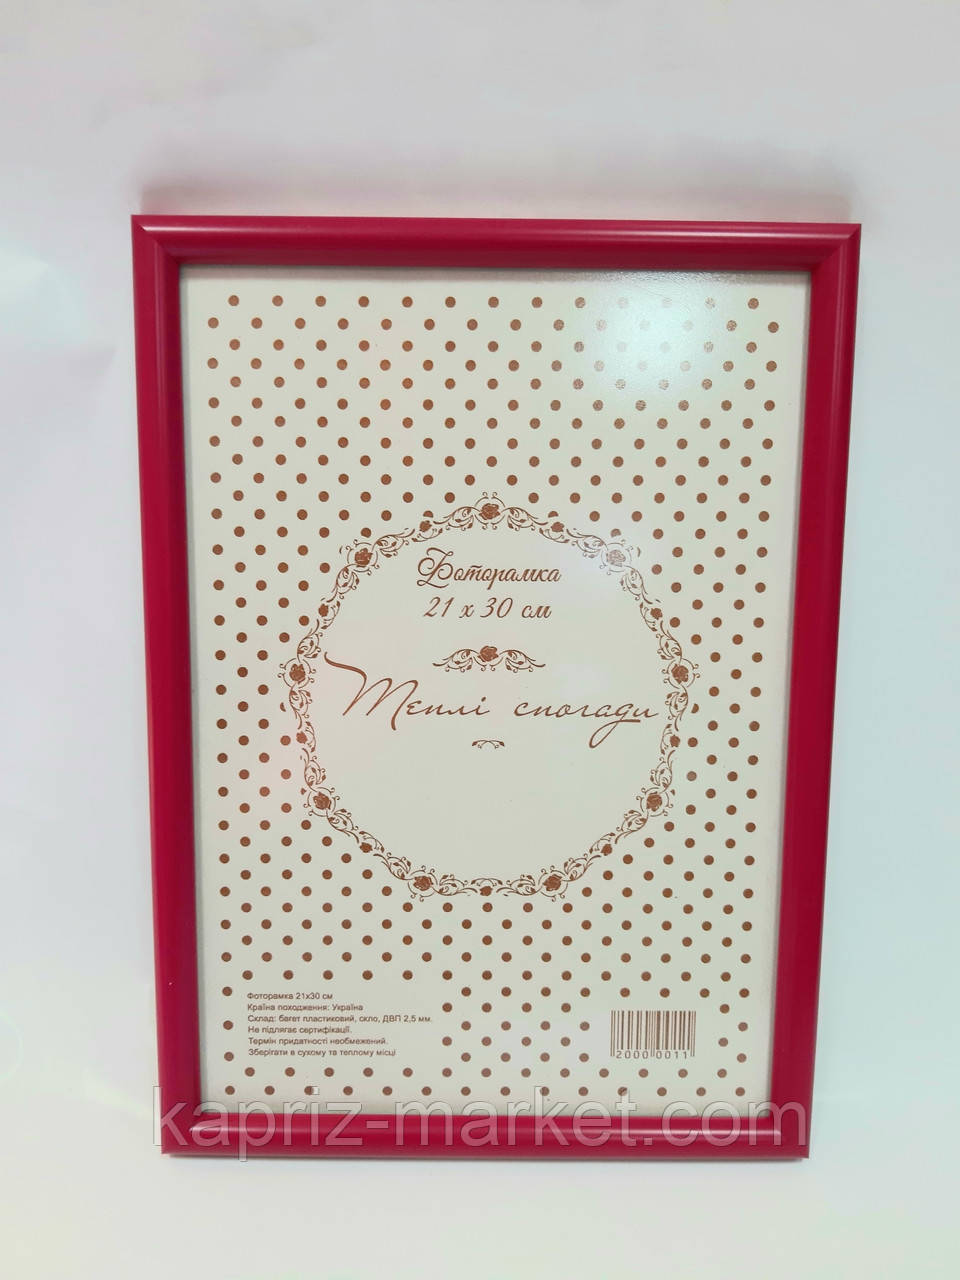 Фоторамка
21 х 30 см
Теплі спогади
Фоторамка 21х30 см
Країна походження: Україна
Склад: багет пластиковий, скло, ДВП 2,5 мм.
Не підлягає сертифікації.
Термін придатності необмежений.
Зберігати в сухому та теплому місці
2000 0011
kapriz-market.com